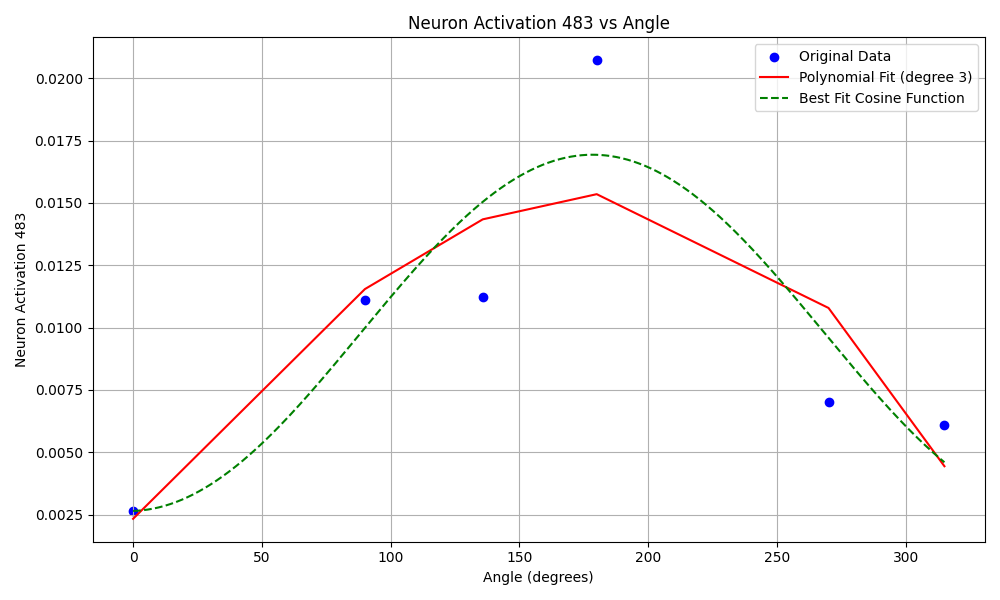 Neuron Activation 483 vs Angle
Original Data
Polynomial Fit (degree 3)
Best Fit Cosine Function
Neuron Activation 483
0.0200
0.0175
0.0150
0.0125
0.0100
0.0075
0.0050
0.0025
0 50 100 150 200 250 300
Angle (degrees)